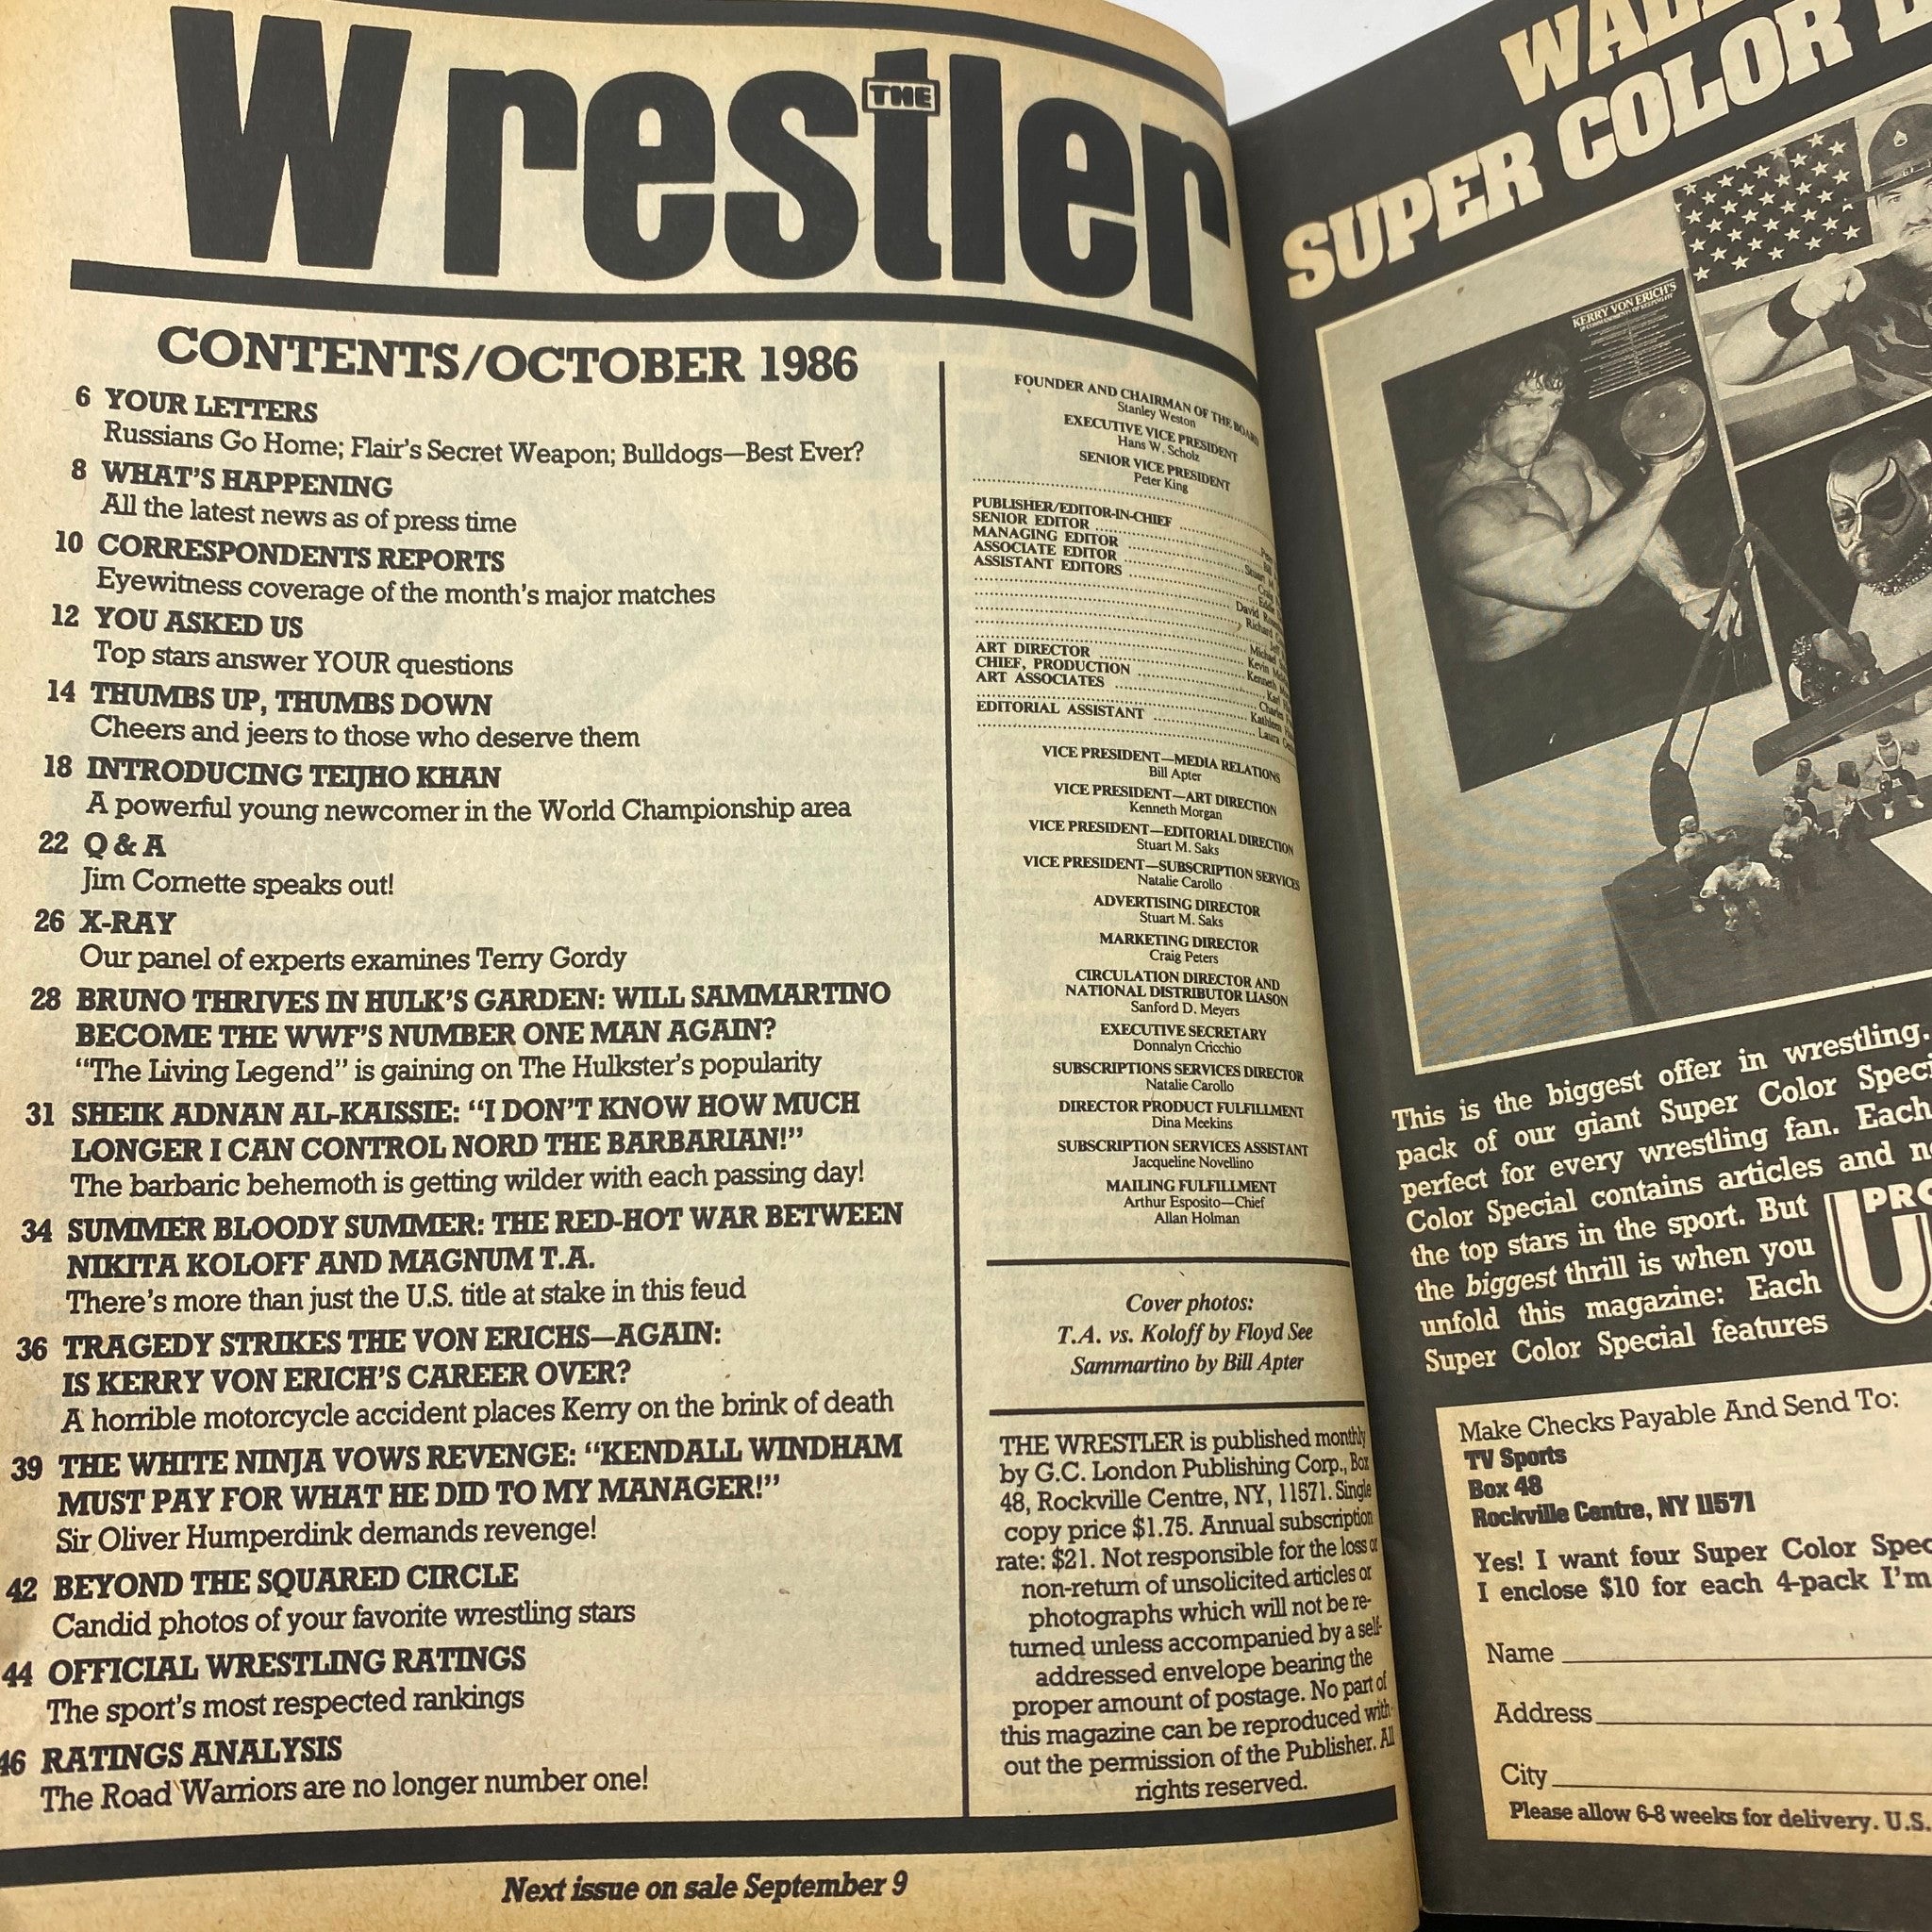 THE
Wrestler
CONTENTS/OCTOBER 1986
6 YOUR LETTERS
Russians Go Home; Flair's Secret Weapon; Bulldogs—Best Ever?
8 WHAT'S HAPPENING
All the latest news as of press time
10 CORRESPONDENTS REPORTS
Eyewitness coverage of the month's major matches
12 YOU ASKED US
Top stars answer YOUR questions
14 THUMBS UP, THUMBS DOWN
Cheers and jeers to those who deserve them
18 INTRODUCING TEIJHO KHAN
A powerful young newcomer in the World Championship area
22 Q & A
Jim Cornette speaks out!
26 X-RAY
Our panel of experts examines Terry Gordy
28 BRUNO THRIVES IN HULK'S GARDEN: WILL SAMMARTINO
BECOME THE WWF'S NUMBER ONE MAN AGAIN?
"The Living Legend" is gaining on The Hulkster's popularity
31 SHEIK ADNAN AL-KAISSIE: "I DON'T KNOW HOW MUCH
LONGER I CAN CONTROL NORD THE BARBARIAN!"
The barbaric behemoth is getting wilder with each passing day!
34 SUMMER BLOODY SUMMER: THE RED-HOT WAR BETWEEN
NIKITA KOLOFF AND MAGNUM T.A.
There's more than just the U.S. title at stake in this feud
36 TRAGEDY STRIKES THE VON ERICHS—AGAIN:
IS KERRY VON ERICH'S CAREER OVER?
A horrible motorcycle accident places Kerry on the brink of death
39 THE WHITE NINJA VOWS REVENGE: "KENDALL WINDHAM
MUST PAY FOR WHAT HE DID TO MY MANAGER!"
Sir Oliver Humperdink demands revenge!
42 BEYOND THE SQUARED CIRCLE
Candid photos of your favorite wrestling stars
44 OFFICIAL WRESTLING RATINGS
The sport's most respected rankings
46 RATINGS ANALYSIS
The Road Warriors are no longer number one!
Next issue on sale September 9
FOUNDER AND CHAIRMAN OF THE BOARD
Stanley Weston
EXECUTIVE VICE PRESIDENT
Hans W. Scholz
SENIOR VICE PRESIDENT
Peter King
PUBLISHER/EDITOR-IN-CHIEF
SENIOR EDITOR
MANAGING EDITOR
ASSOCIATE EDITOR
ASSISTANT EDITORS
David
Richard
Michael
ART DIRECTOR Kevin
CHIEF, PRODUCTION Kenneth
ART ASSOCIATES
Charles
EDITORIAL ASSISTANT Kathleen
Laura
VICE PRESIDENT—MEDIA RELATIONS
Bill Apter
VICE PRESIDENT—ART DIRECTION
Kenneth Morgan
VICE PRESIDENT—EDITORIAL DIRECTION
Stuart M. Saks
VICE PRESIDENT—SUBSCRIPTION SERVICES
Natalie Carollo
ADVERTISING DIRECTOR
Stuart M. Saks
MARKETING DIRECTOR
Craig Peters
CIRCULATION DIRECTOR AND
NATIONAL DISTRIBUTOR LIASON
Sanford D. Meyers
EXECUTIVE SECRETARY
Donnalyn Cricchio
SUBSCRIPTIONS SERVICES DIRECTOR
Natalie Carollo
DIRECTOR PRODUCT FULFILLMENT
Dina Meekins
SUBSCRIPTION SERVICES ASSISTANT
Jacqueline Novellino
MAILING FULFILLMENT
Arthur Esposito—Chief
Allan Holman
Cover photos:
T.A. vs. Koloff by Floyd See
Sammartino by Bill Apter
THE WRESTLER is published monthly
by G.C. London Publishing Corp., Box
48, Rockville Centre, NY, 11571. Single
copy price $1.75. Annual subscription
rate: $21. Not responsible for the loss or
non-return of unsolicited articles or
photographs which will not be re-
turned unless accompanied by a self-
addressed envelope bearing the
proper amount of postage. No part of
this magazine can be reproduced with-
out the permission of the Publisher. All
rights reserved.
SUPER COLOR
KERRY VON ERICH'S
This is the biggest offer in wrestling.
pack of our giant Super Color
perfect for every wrestling fan. Each
Color Special contains articles and
the top stars in the sport. But
the biggest thrill is when you
unfold this magazine: Each
Super Color Special features
Make Checks Payable And Send To:
TV Sports
Box 48
Rockville Centre, NY 11571
Yes! I want four Super Color
I enclose $10 for each 4-pack I'm
Name
Address
City
Please allow 6-8 weeks for delivery. U.S.